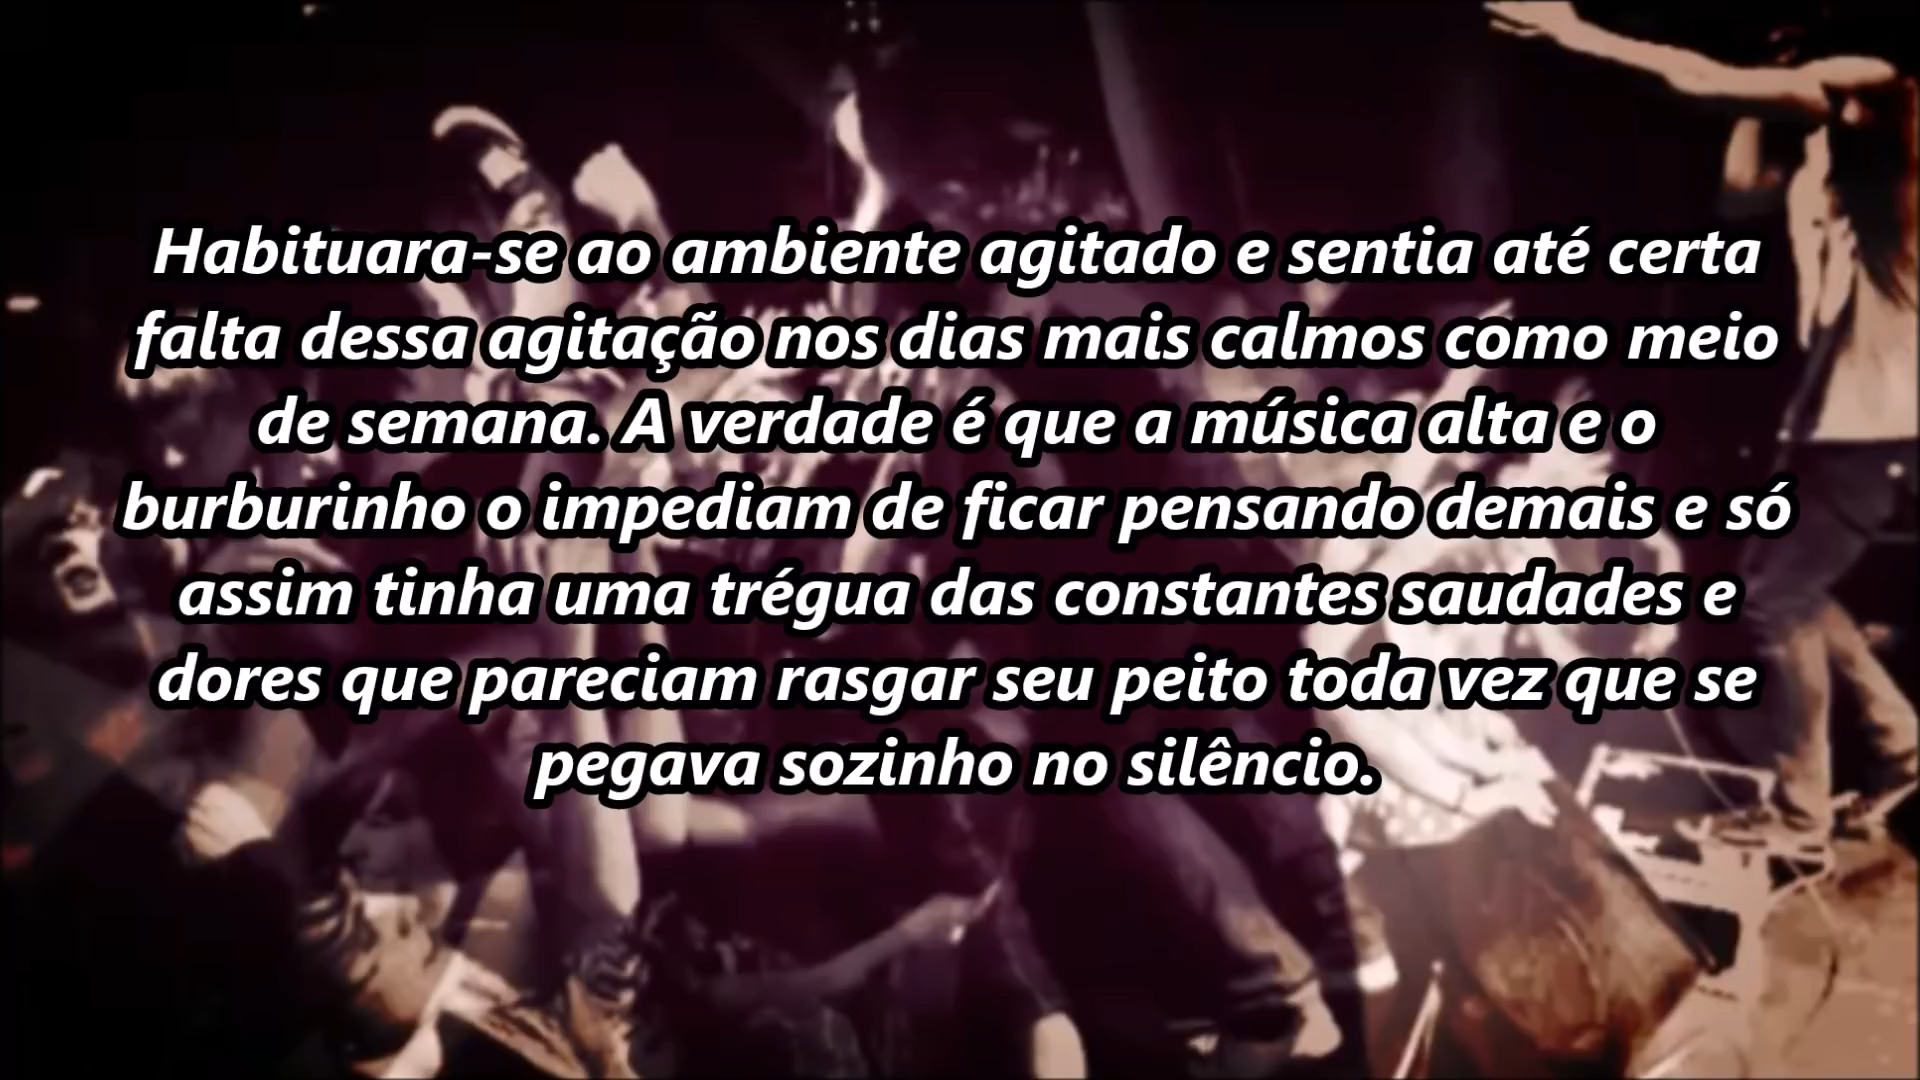 Habituara-se ao ambiente agitado e sentia até certa
falta dessa agitação nos dias mais calmos como meio
de semana. A verdade é que a música alta e o
burburinho o impediam de ficar pensando demais e só
assim tinha uma trégua das constantes saudades e
dores que pareciam rasgar seu peito toda vez que se
pegava sozinho no silêncio.